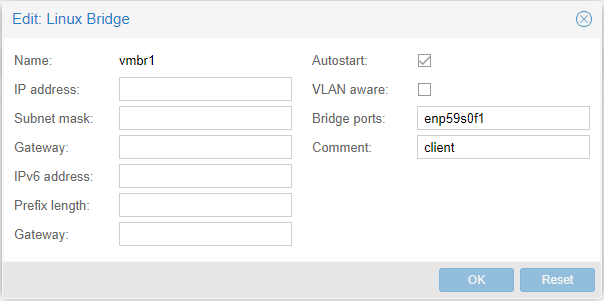 Edit: Linux Bridge
Name: vmbr1
IP address:
Subnet mask:
Gateway:
IPv6 address:
Prefix length:
Gateway:
Autostart:
VLAN aware:
Bridge ports: enp59s0f1
Comment: client
OK Reset